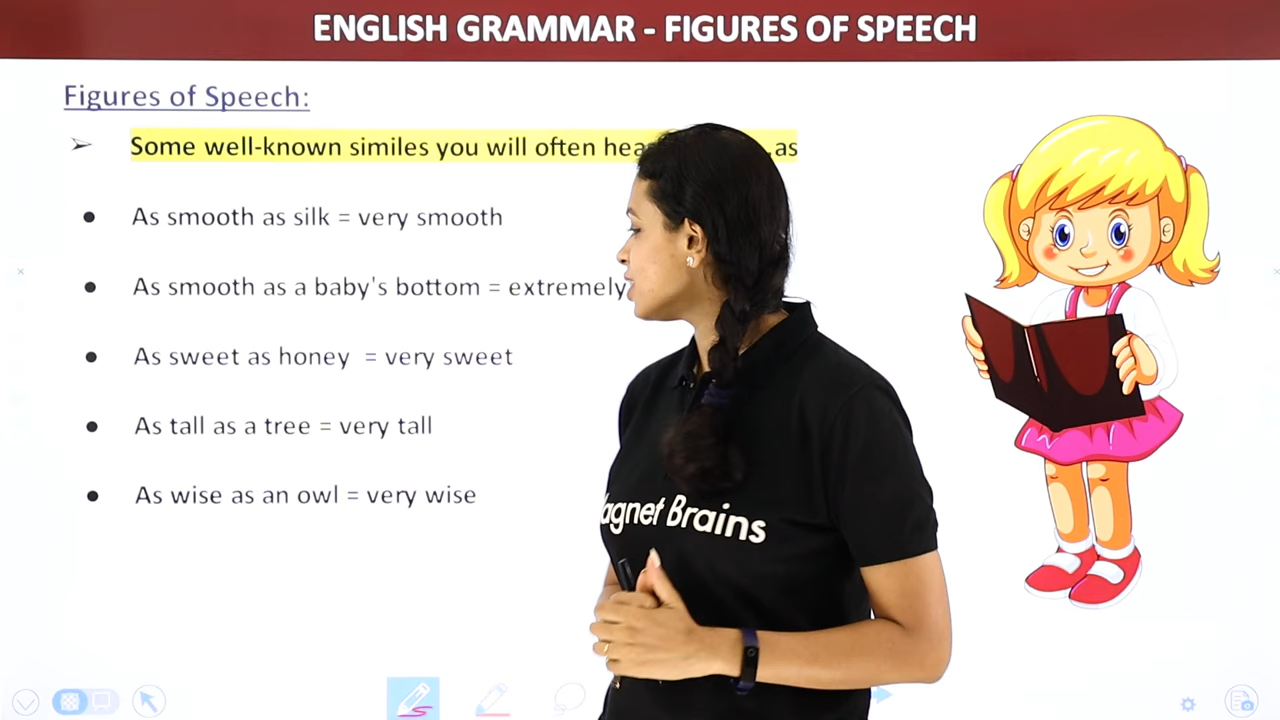 ENGLISH GRAMMAR - FIGURES OF SPEECH
Figures of Speech:
➢ Some well-known similes you will often as
● As smooth as silk = very smooth
● As smooth as a baby's bottom = extremely
● As sweet as honey = very sweet
● As tall as a tree = very tall
● As wise as an owl = very wise
Brains